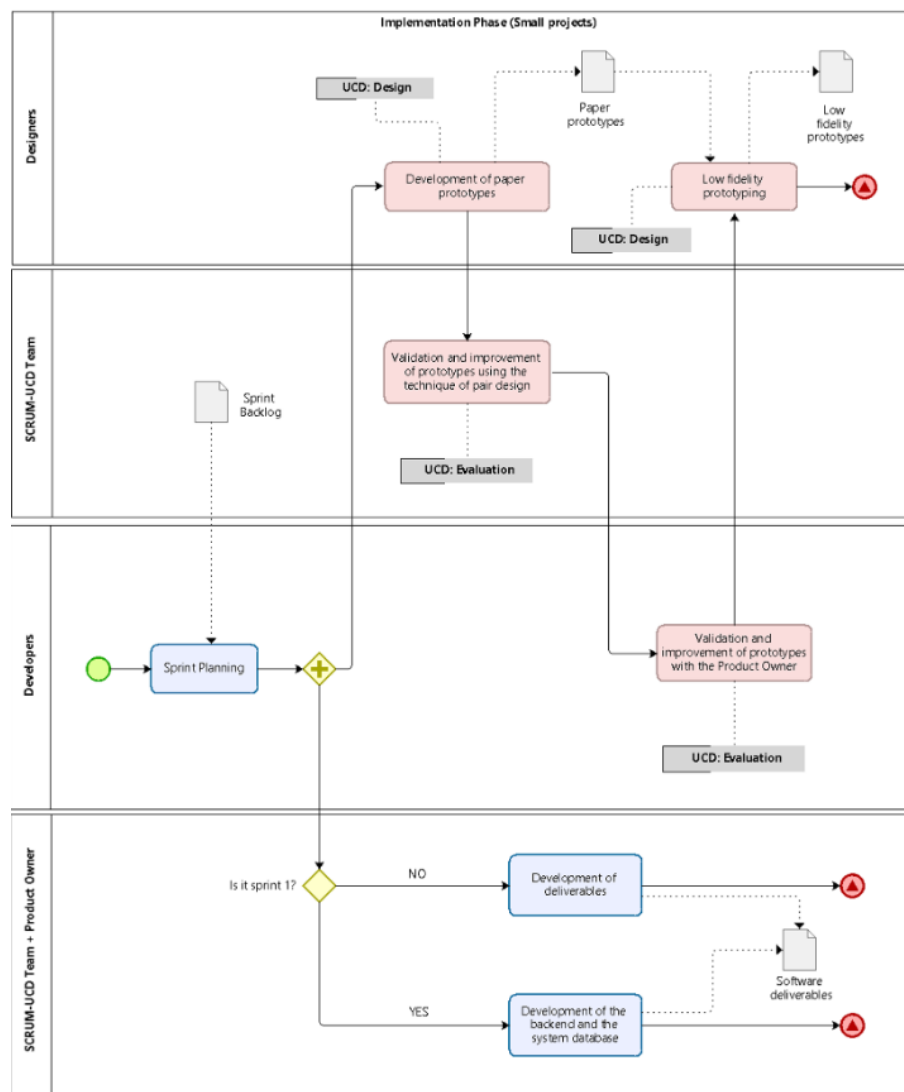 Implementation Phase (Small projects)
Designers
UCD: Design
Paper
prototypes
Low
fidelity
prototypes
Development of paper
prototypes
Low fidelity
prototyping
UCD: Design
SCRUM-UCD Team
Validation and improvement
of prototypes using the
technique of pair design
Sprint
Backlog
UCD: Evaluation
Developers
Sprint Planning
Validation and
improvement of prototypes
with the Product Owner
UCD: Evaluation
SCRUM-UCD Team + Product Owner
Is it sprint 1?
NO
Development of
deliverables
Software
deliverables
YES
Development of the
backend and the
system database